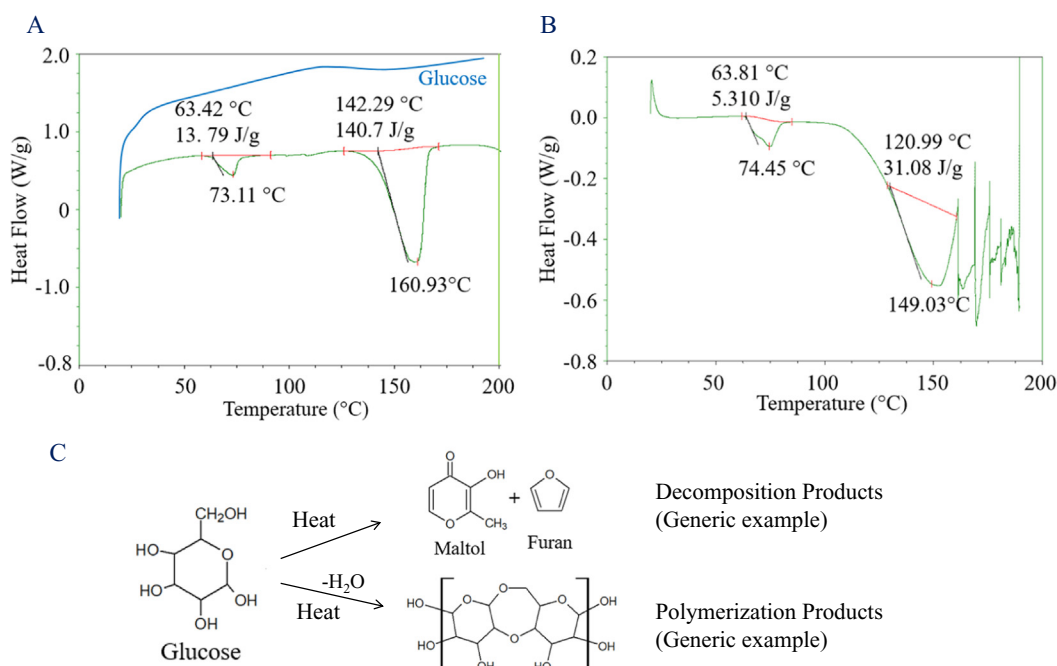 A
2.0
1.0
0
-1.0
-0.8
Heat Flow (W/g)
Glucose
63.42 °C
13. 79 J/g
73.11 °C
142.29 °C
140.7 J/g
160.93°C
0
50
100
150
200
Temperature (°C)
B
0.2
0.0
-0.2
-0.4
-0.6
-0.8
Heat Flow (W/g)
63.81 °C
5.310 J/g
74.45 °C
120.99 °C
31.08 J/g
149.03°C
0
50
100
150
200
Temperature (°C)
C
CH₂OH
HO
O
HO
OH
OH
Glucose
Heat
-H₂O
Heat
O
OH
O
CH₃
Maltol
+
O
Furan
Decomposition Products
(Generic example)
HO
O
O
O
OH
HO
O
OH
OH
HO
Polymerization Products
(Generic example)